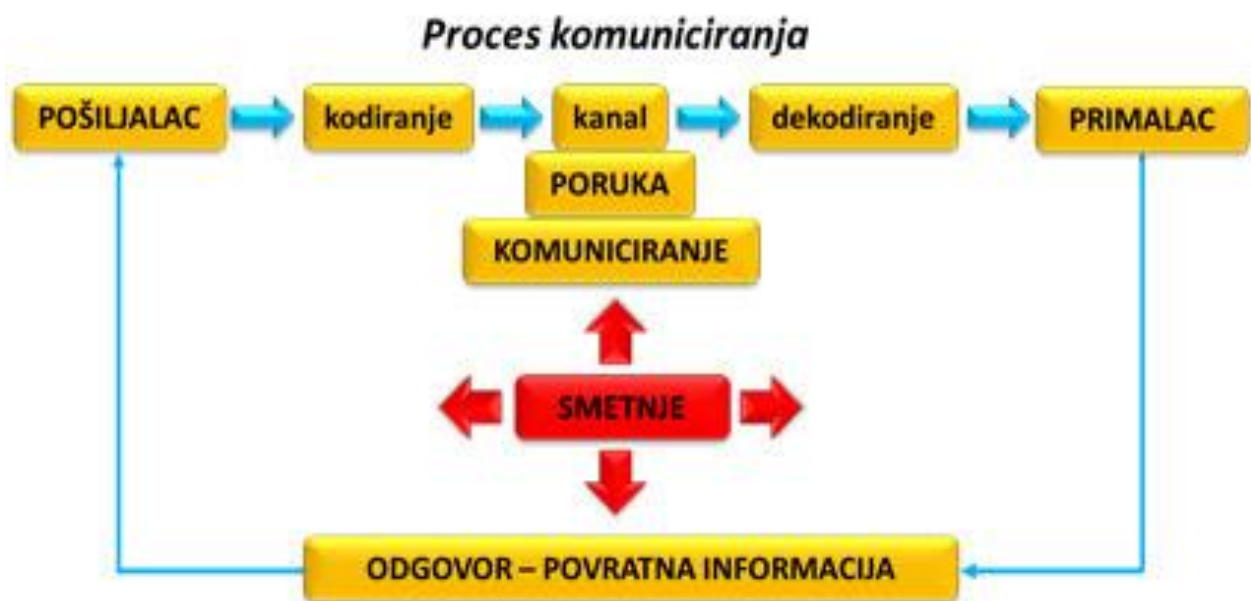 Proces komuniciranja
POŠILJALAC
kodiranje
kanal
dekodiranje
PRIMALAC
PORUKA
KOMUNICIRANJE
SMETNJE
ODGOVOR – POVRATNA INFORMACIJA